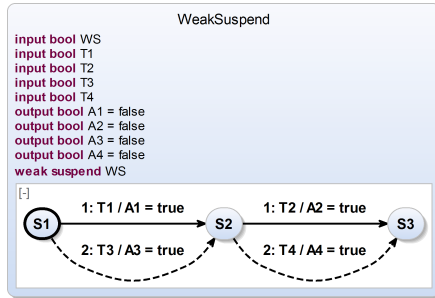 WeakSuspend
input bool WS
input bool T1
input bool T2
input bool T3
input bool T4
output bool A1 = false
output bool A2 = false
output bool A3 = false
output bool A4 = false
weak suspend WS
[-]
1: T1 / A1 = true
1: T2 / A2 = true
S1
S2
S3
2: T3 / A3 = true
2: T4 / A4 = true